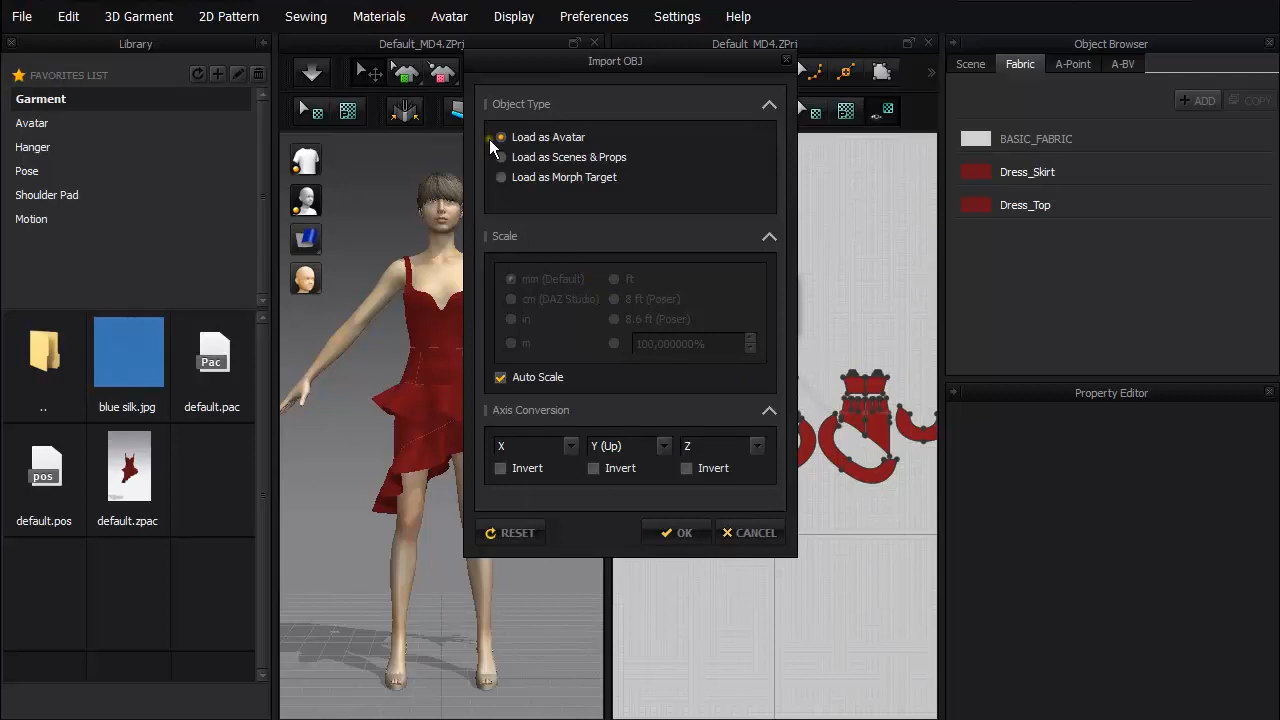 File Edit 3D Garment 2D Pattern Sewing Materials Avatar Display Preferences Settings Help
Library
FAVORITES LIST
Garment
Avatar
Hanger
Pose
Shoulder Pad
Motion
..
blue silk.jpg
Pac
default.pac
pos
default.pos
default.zpac
Default_MD4.ZPrj
Default_MD4.ZPrj
Import OBJ
Object Type
Load as Avatar
Load as Scenes & Props
Load as Morph Target
Scale
mm (Default) ft
cm (DAZ Studio) 8 ft (Poser)
in 8.6 ft (Poser)
m 100,000000%
Auto Scale
Axis Conversion
X Y (Up) Z
Invert Invert Invert
RESET OK CANCEL
Object Browser
Scene Fabric A-Point A-BV
ADD COPY
BASIC_FABRIC
Dress_Skirt
Dress_Top
Property Editor